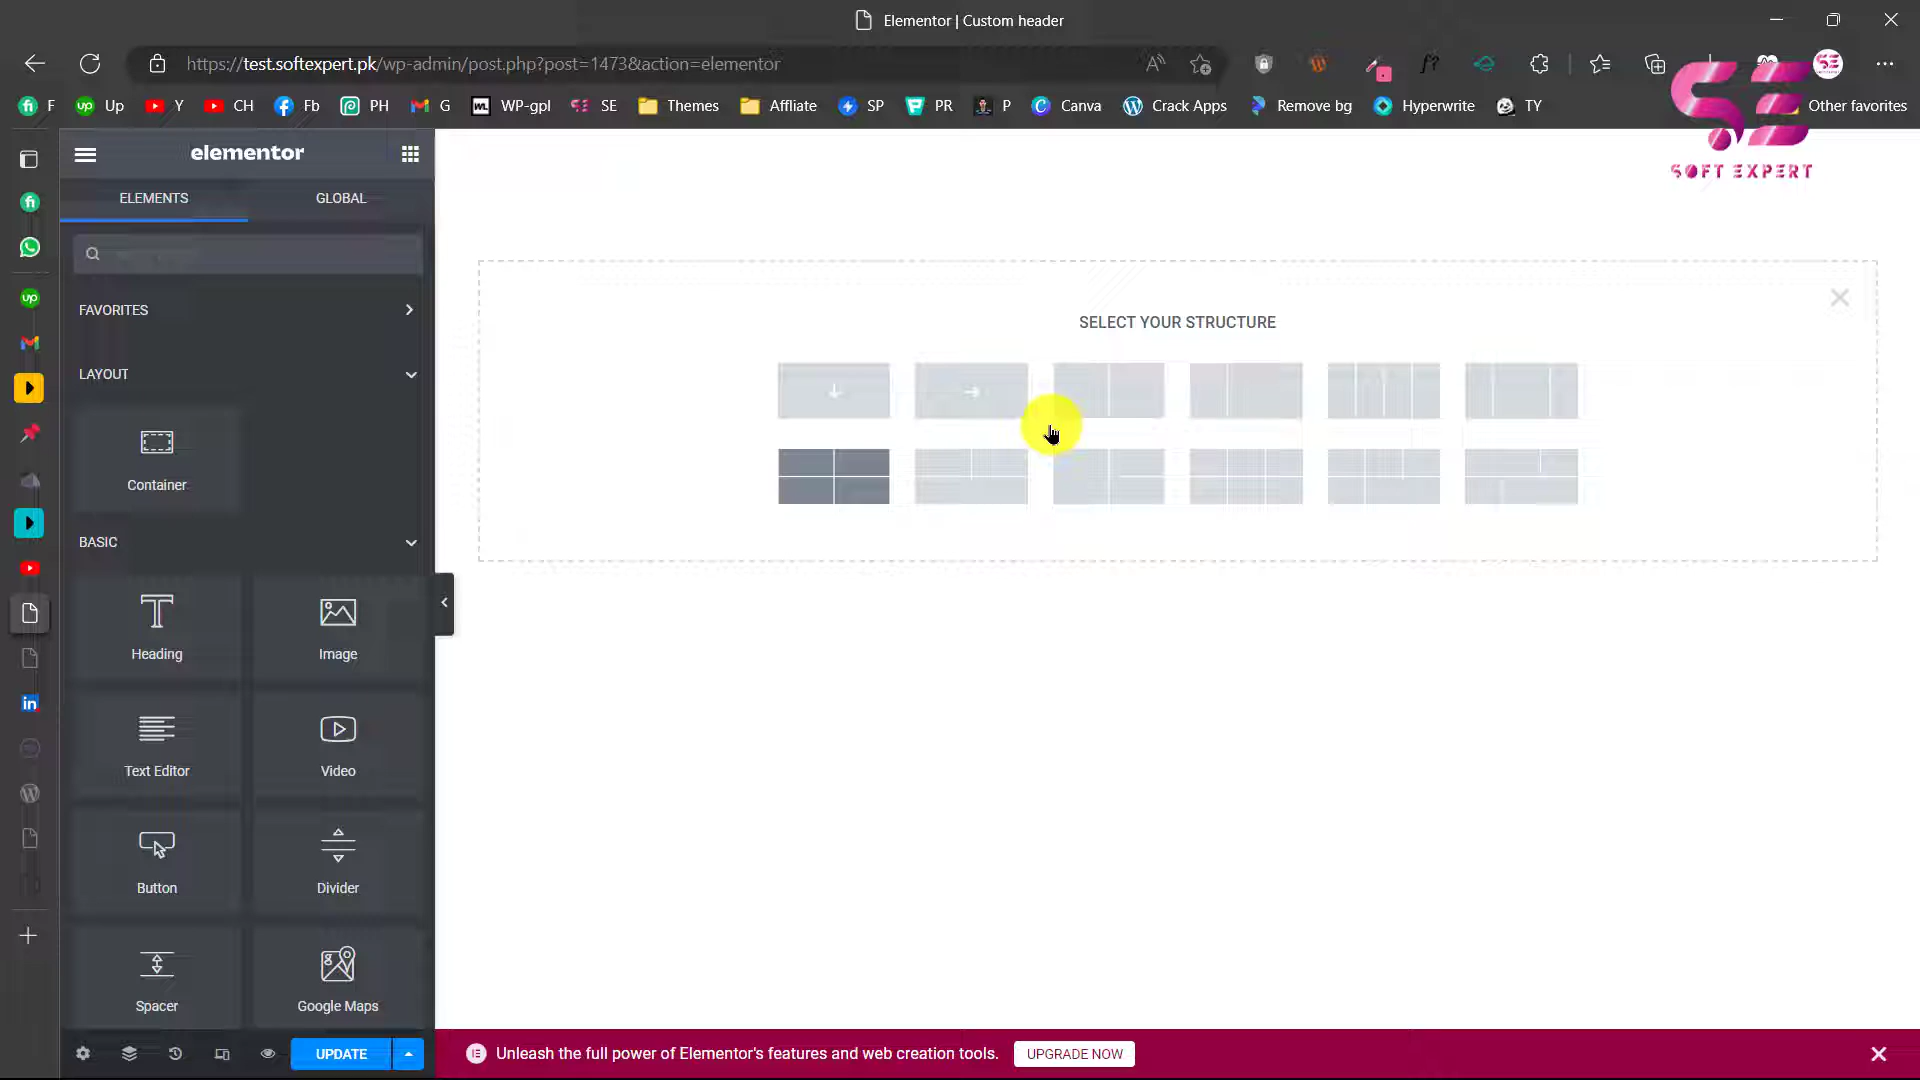 Elementor | Custom header
https://test.softexpert.pk/wp-admin/post.php?post=1473&action=elementor
F Up Y CH Fb PH G WP-gpl SE Themes Affliate SP PR P Canva Crack Apps Remove bg Hyperwrite TY Other favorites
SOFT EXPERT
elementor
ELEMENTS GLOBAL
FAVORITES
LAYOUT
Container
BASIC
Heading Image
Text Editor Video
Button Divider
Spacer Google Maps
UPDATE
SELECT YOUR STRUCTURE
Unleash the full power of Elementor's features and web creation tools. UPGRADE NOW